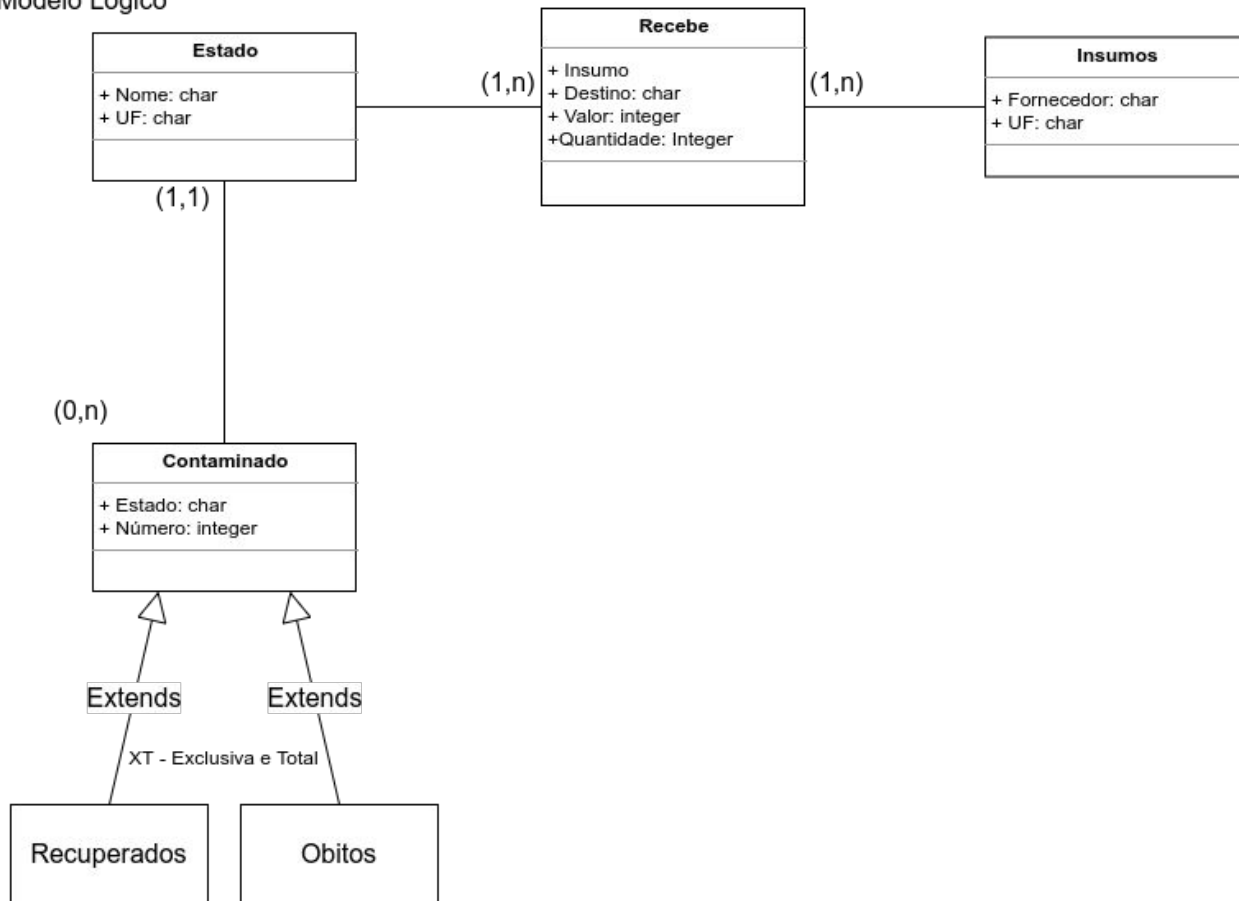 Modelo Lógico
Estado
+ Nome: char
+ UF: char
(1,n)
Recebe
+ Insumo
+ Destino: char
+ Valor: integer
+Quantidade: Integer
(1,n)
Insumos
+ Fornecedor: char
+ UF: char
(1,1)
(0,n)
Contaminado
+ Estado: char
+ Número: integer
Extends
Extends
XT - Exclusiva e Total
Recuperados
Obitos